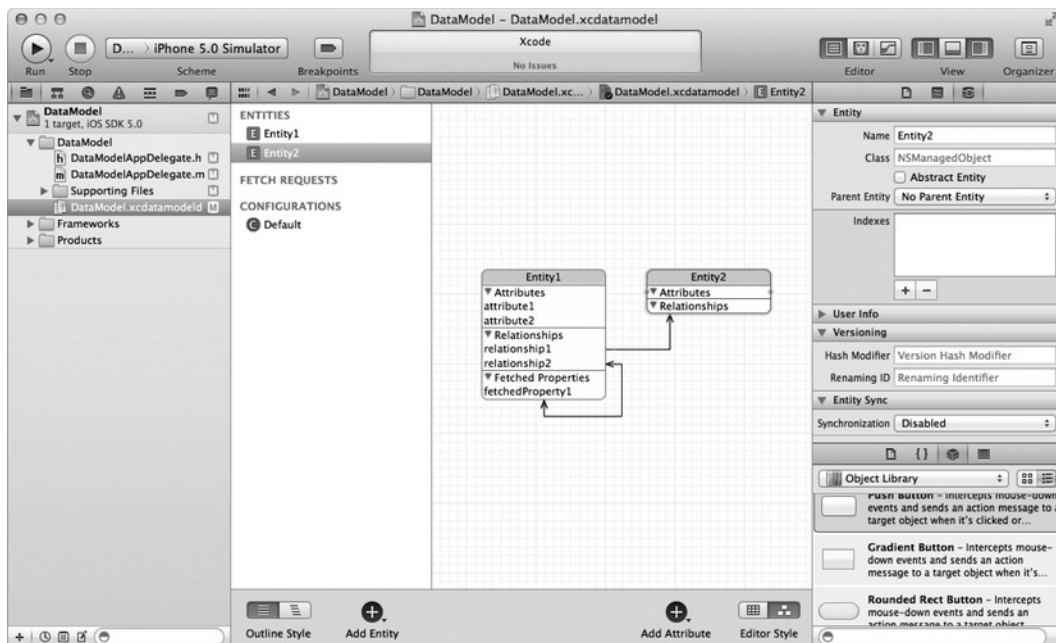 DataModel – DataModel.xcdatamodel
D... iPhone 5.0 Simulator
Xcode
No Issues
Run Stop Scheme Breakpoints Editor View Organizer
DataModel
1 target, iOS SDK 5.0
DataModel
DataModelAppDelegate.h
DataModelAppDelegate.m
Supporting Files
DataModel.xcdatamodeld M
Frameworks
Products
DataModel DataModel DataModel.xc... DataModel.xcdatamodel E Entity2
ENTITIES
E Entity1
E Entity2
FETCH REQUESTS
CONFIGURATIONS
C Default
Entity1
Attributes
attribute1
attribute2
Relationships
relationship1
relationship2
Fetched Properties
fetchedProperty1
Entity2
Attributes
Relationships
Outline Style Add Entity Add Attribute Editor Style
Entity
Name Entity2
Class NSManagedObject
Abstract Entity
Parent Entity No Parent Entity
Indexes
User Info
Versioning
Hash Modifier Version Hash Modifier
Renaming ID Renaming Identifier
Entity Sync
Synchronization Disabled
Object Library
Push Button – Intercepts mouse-down
events and sends an action message to a
target object when it's clicked or...
Gradient Button – Intercepts mouse-
down events and sends an action
message to a target object when it's...
Rounded Rect Button – Intercepts
mouse-down events and sends an
action message to a target object